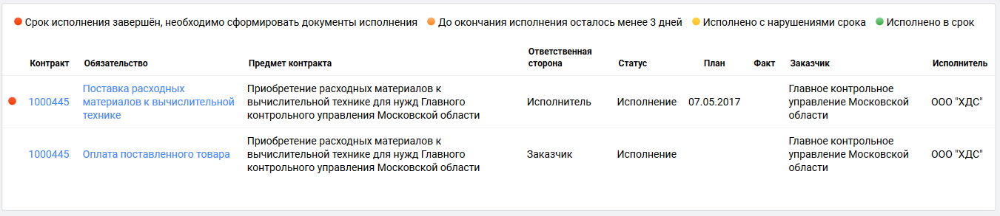 Срок исполнения завершён, необходимо сформировать документы исполнения До окончания исполнения осталось менее 3 дней Исполнено с нарушениями срока Исполнено в срок
Контракт Обязательство Предмет контракта Ответственная сторона Статус План Факт Заказчик Исполнитель
1000445
Поставка расходных
материалов к вычислительной
технике
Приобретение расходных материалов к
вычислительной технике для нужд Главного
контрольного управления Московской области
Исполнитель
Исполнение
07.05.2017
Главное контрольное
управление Московской
области
ООО "ХДС"
1000445
Оплата поставленного товара
Приобретение расходных материалов к
вычислительной технике для нужд Главного
контрольного управления Московской области
Заказчик
Исполнение
Главное контрольное
управление Московской
области
ООО "ХДС"